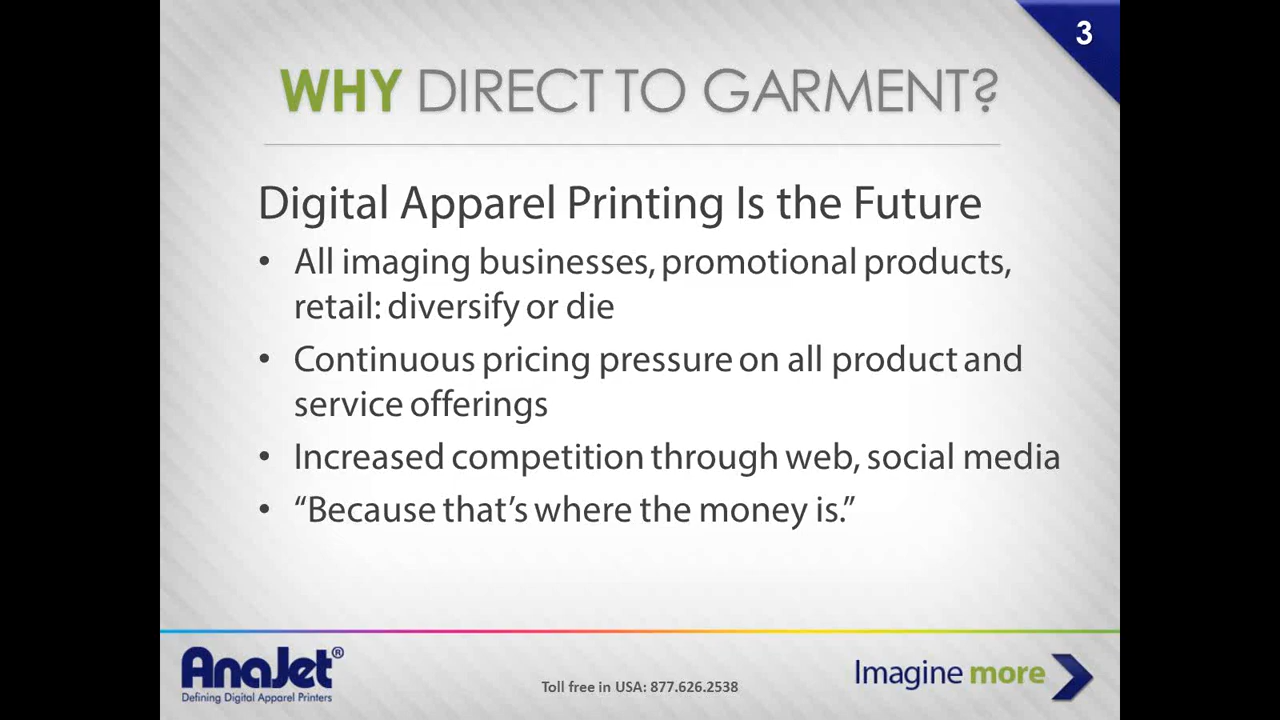 3
WHY DIRECT TO GARMENT?
Digital Apparel Printing Is the Future
• All imaging businesses, promotional products,
retail: diversify or die
• Continuous pricing pressure on all product and
service offerings
• Increased competition through web, social media
• “Because that’s where the money is.”
AnaJet®
Defining Digital Apparel Printers
Toll free in USA: 877.626.2538
Imagine more